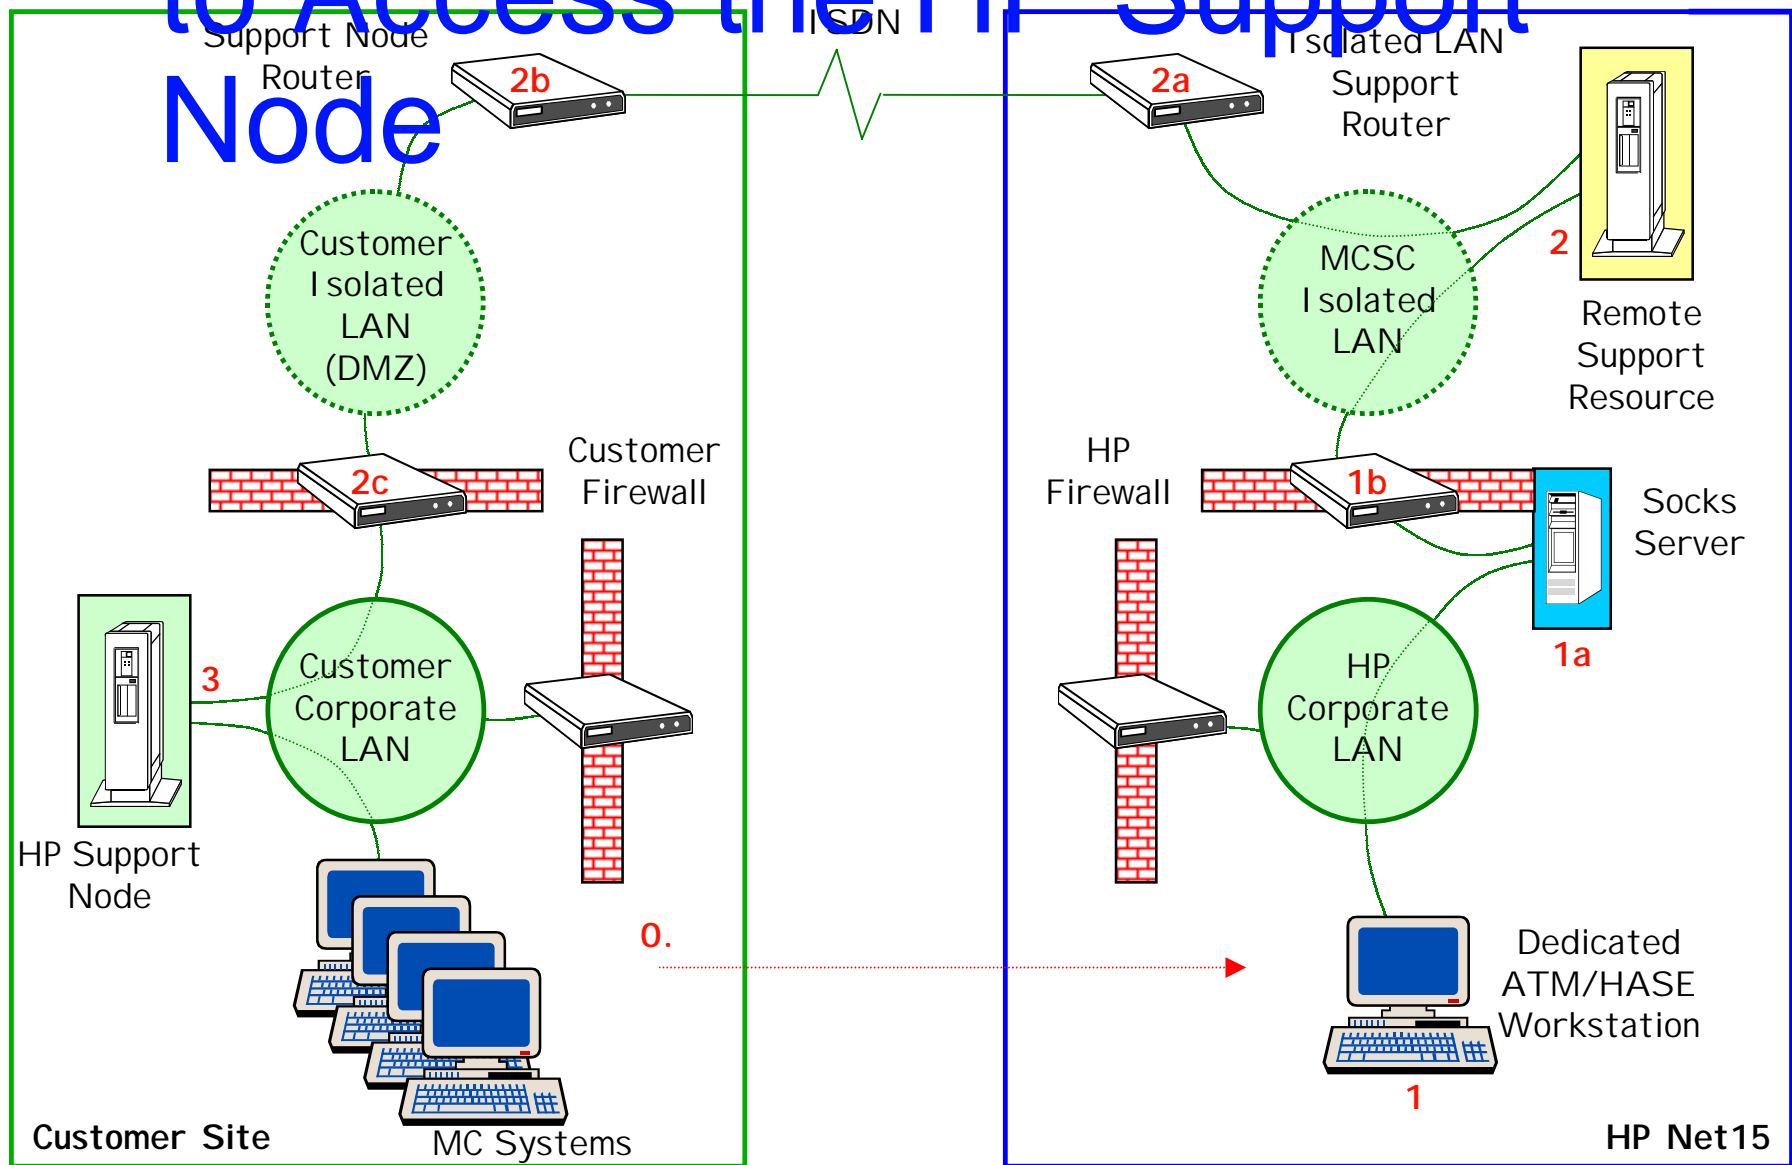 to Access the HP Support
Node
Support Node
Router
2b
ISDN
2a
Isolated LAN
Support
Router
2
Remote
Support
Resource
Customer
Isolated
LAN
(DMZ)
MCSC
Isolated
LAN
2c
Customer
Firewall
HP
Firewall
1b
Socks
Server
1a
3
Customer
Corporate
LAN
HP
Corporate
LAN
HP Support
Node
0.
Dedicated
ATM/HASE
Workstation
1
Customer Site
MC Systems
HP Net15